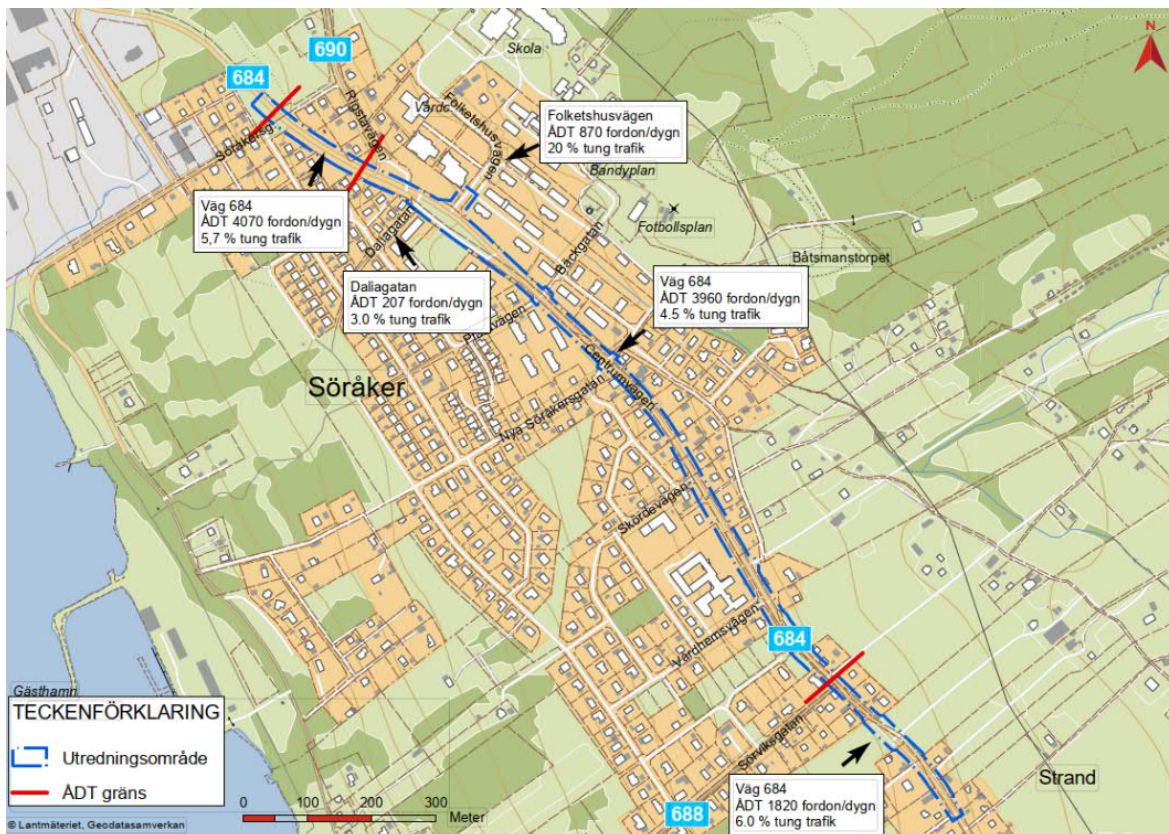 N
Skola
690
684
Rigstavägen
Vårdc
Folketshusvägen
Söråkersg.
Folketshusvägen
ÅDT 870 fordon/dygn
20 % tung trafik
Bandyplan
Fotbollsplan
Väg 684
ÅDT 4070 fordon/dygn
5,7 % tung trafik
Daliagatan
Bäckgatan
Båtsmanstorpet
Daliagatan
ÅDT 207 fordon/dygn
3.0 % tung trafik
Väg 684
ÅDT 3960 fordon/dygn
4.5 % tung trafik
Centrumvägen
Söråker
Nya Söråkersgatan
Skördevägen
684
Vårdhemsvägen
Gästhamn
TECKENFÖRKLARING
Utredningsområde
ÅDT gräns
Sörviksgatan
Strand
Väg 684
ÅDT 1820 fordon/dygn
6.0 % tung trafik
688
0 100 200 300
Meter
© Lantmäteriet, Geodatasamverkan